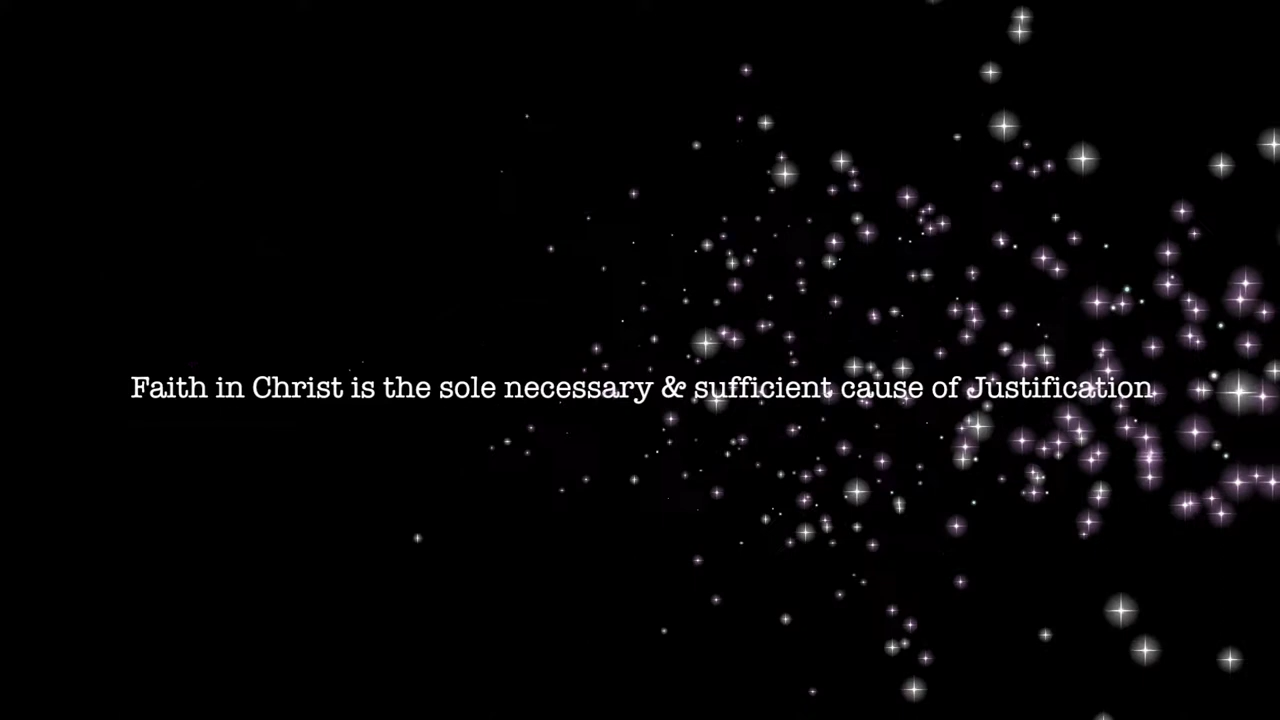 Faith in Christ is the sole necessary & sufficient cause of Justification